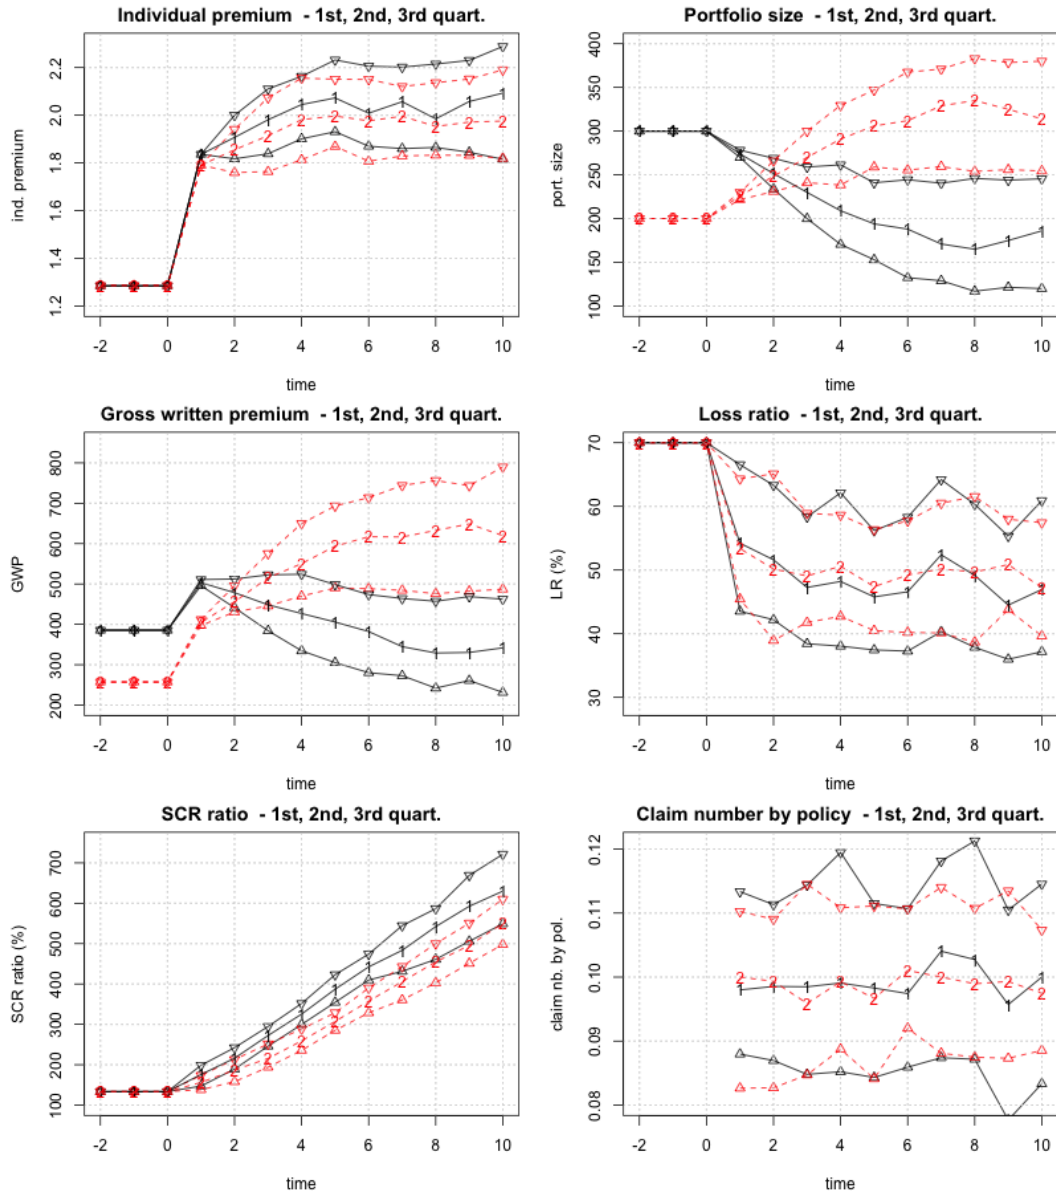 Individual premium - 1st, 2nd, 3rd quart.
ind. premium
2.2
2.0
1.8
1.6
1.4
1.2
-2 0 2 4 6 8 10
time
Portfolio size - 1st, 2nd, 3rd quart.
port. size
400
350
300
250
200
150
100
-2 0 2 4 6 8 10
time
Gross written premium - 1st, 2nd, 3rd quart.
GWP
800
700
600
500
400
300
200
-2 0 2 4 6 8 10
time
Loss ratio - 1st, 2nd, 3rd quart.
LR (%)
70
60
50
40
30
-2 0 2 4 6 8 10
time
SCR ratio - 1st, 2nd, 3rd quart.
SCR ratio (%)
700
600
500
400
300
200
100
-2 0 2 4 6 8 10
time
Claim number by policy - 1st, 2nd, 3rd quart.
claim nb. by pol.
0.12
0.11
0.10
0.09
0.08
-2 0 2 4 6 8 10
time